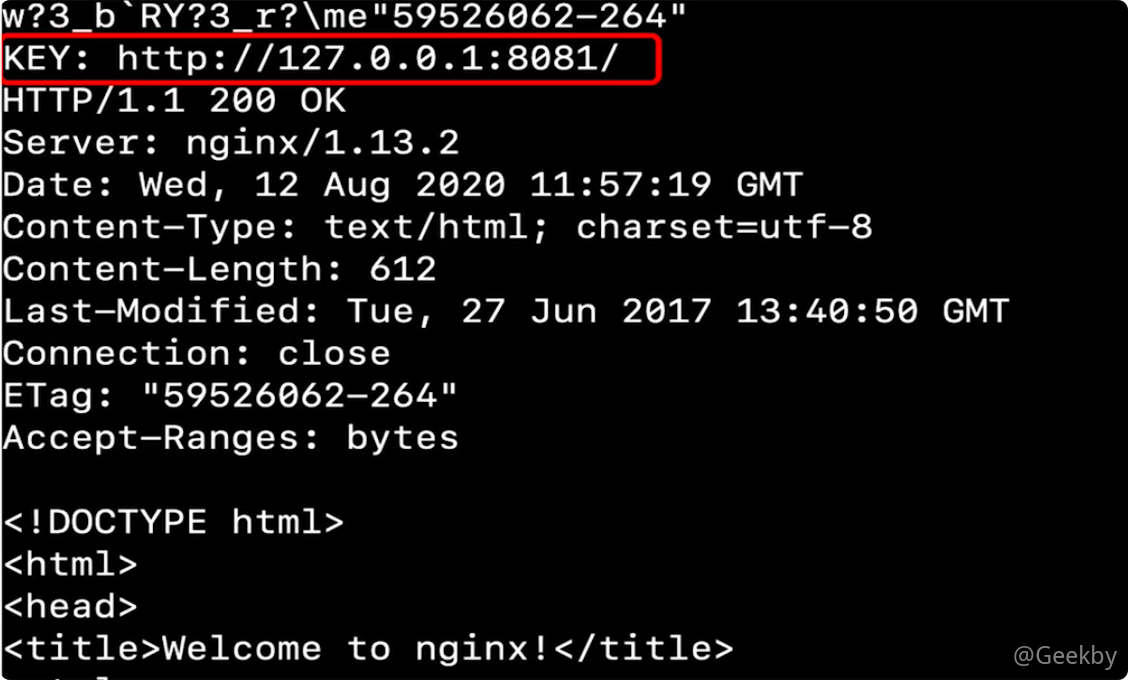 w?3_b`RY?3_r?\me"59526062-264"
KEY: http://127.0.0.1:8081/
HTTP/1.1 200 OK
Server: nginx/1.13.2
Date: Wed, 12 Aug 2020 11:57:19 GMT
Content-Type: text/html; charset=utf-8
Content-Length: 612
Last-Modified: Tue, 27 Jun 2017 13:40:50 GMT
Connection: close
ETag: "59526062-264"
Accept-Ranges: bytes
<!DOCTYPE html>
<html>
<head>
<title>Welcome to nginx!</title>
@Geekby